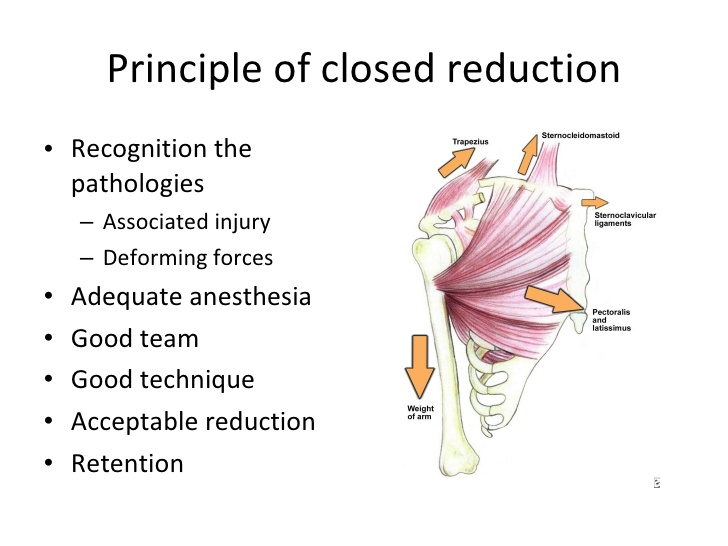 Principle of closed reduction
• Recognition the
pathologies
– Associated injury
– Deforming forces
• Adequate anesthesia
• Good team
• Good technique
• Acceptable reduction
• Retention
Trapezius
Sternocleidomastoid
Sternoclavicular
ligaments
Pectoralis
and
latissimus
Weight
of arm